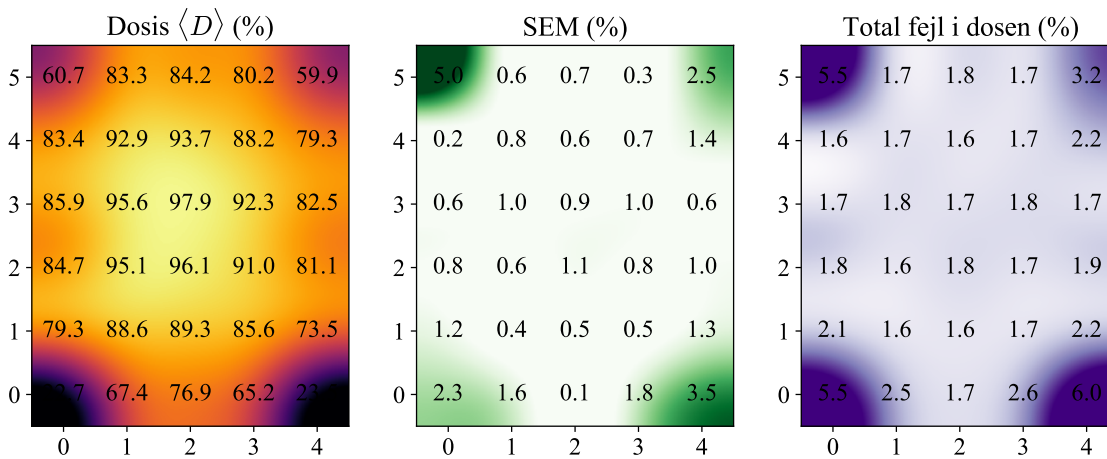 Dosis ⟨D⟩ (%) SEM (%) Total fejl i dosen (%)
5 60.7 83.3 84.2 80.2 59.9 5.0 0.6 0.7 0.3 2.5 5.5 1.7 1.8 1.7 3.2
4 83.4 92.9 93.7 88.2 79.3 0.2 0.8 0.6 0.7 1.4 1.6 1.7 1.6 1.7 2.2
3 85.9 95.6 97.9 92.3 82.5 0.6 1.0 0.9 1.0 0.6 1.7 1.8 1.7 1.8 1.7
2 84.7 95.1 96.1 91.0 81.1 0.8 0.6 1.1 0.8 1.0 1.8 1.6 1.8 1.7 1.9
1 79.3 88.6 89.3 85.6 73.5 1.2 0.4 0.5 0.5 1.3 2.1 1.6 1.6 1.7 2.2
0 67.4 76.9 65.2 2.3 1.6 0.1 1.8 3.5 5.5 2.5 1.7 2.6 6.0
0 1 2 3 4 0 1 2 3 4 0 1 2 3 4